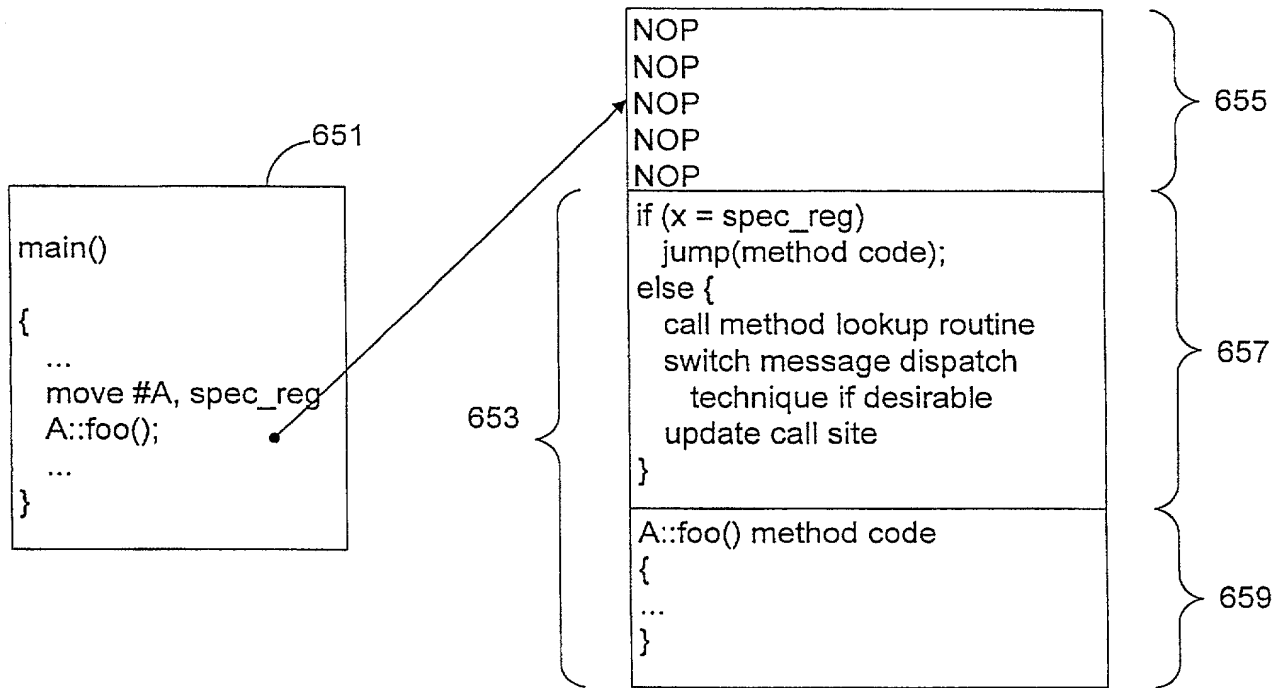 651
main()
{
...
move #A, spec_reg
A::foo();
...
}
653
NOP
NOP
NOP
NOP
NOP
655
if (x = spec_reg)
jump(method code);
else {
call method lookup routine
switch message dispatch
technique if desirable
update call site
}
657
A::foo() method code
{
...
}
659